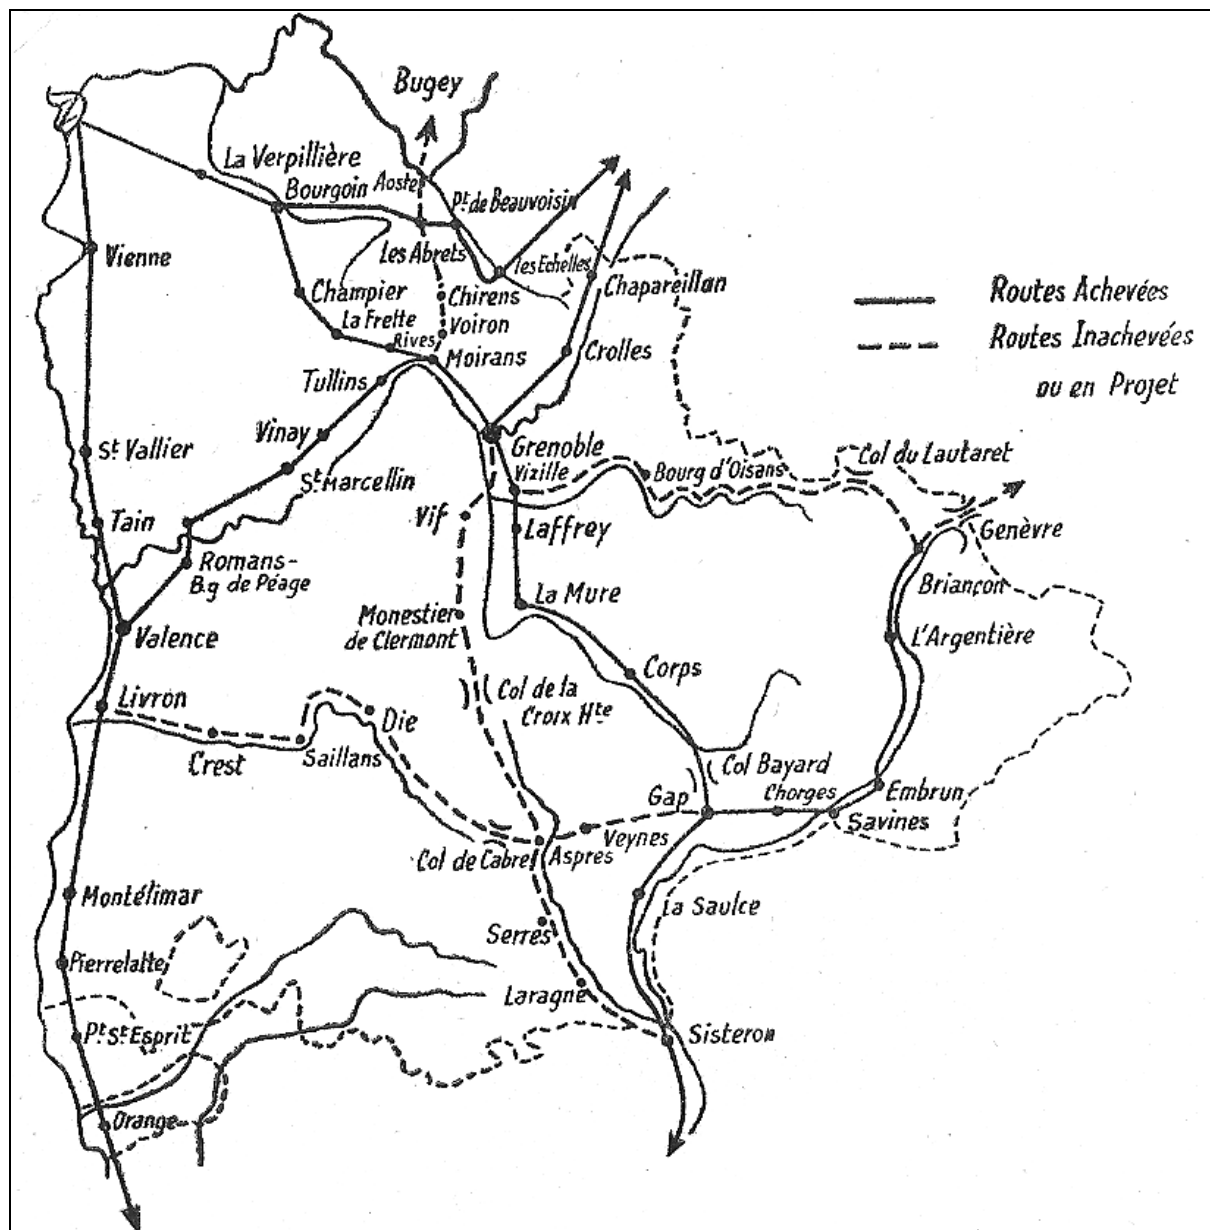 Bugey
La Verpillière
Bourgoin
Aoste
Pt. de Beauvoisin
Vienne
Les Abrets
les Echelles
Chapareillan
Champier
Chirens
La Frette
Voiron
Rives
Moirans
Crolles
Tullins
Routes Achevées
Routes Inachevées
ou en Projet
Vinay
Grenoble
St Vallier
St. Marcellin
Vizille
Bourg d'Oisans
Col du Lautaret
Tain
Vif
Laffrey
Genèvre
Romans-
B.g de Péage
Briançon
La Mure
Monestier
de Clermont
Valence
L'Argentière
Corps
Livron
Col de la
Croix Hte
Die
Crest
Saillans
Col Bayard
Gap
Chorges
Embrun
Savines
Veynes
Col de Cabre
Aspres
Montélimar
La Saulce
Serres
Pierrelatte
Laragne
Pt. St. Esprit
Sisteron
Orange